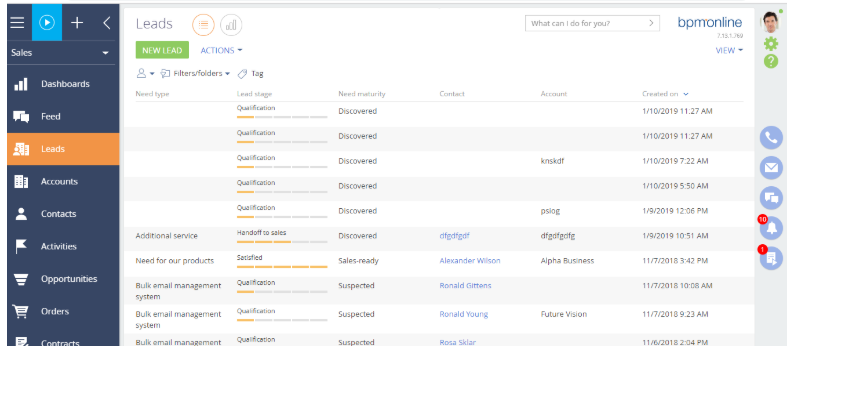 Leads
What can I do for you?
bpm'online
7.13.1.769
Sales
NEW LEAD
ACTIONS
VIEW
Filters/folders
Tag
Dashboards
Feed
Leads
Accounts
Contacts
Activities
Opportunities
Orders
Contracts
Need type Lead stage Need maturity Contact Account Created on
Qualification Discovered 1/10/2019 11:27 AM
Qualification Discovered 1/10/2019 11:27 AM
Qualification Discovered knskdf 1/10/2019 7:22 AM
Qualification Discovered 1/10/2019 5:50 AM
Qualification Discovered psiog 1/9/2019 12:06 PM
Additional service Handoff to sales Discovered dfgdfgdf dfgdfgdfg 1/9/2019 10:51 AM
Need for our products Satisfied Sales-ready Alexander Wilson Alpha Business 11/7/2018 3:42 PM
Bulk email management Qualification Suspected Ronald Gittens 11/7/2018 10:08 AM
system
Bulk email management Qualification Suspected Ronald Young Future Vision 11/7/2018 9:23 AM
system
Bulk email management Qualification Suspected Rosa Sklar 11/6/2018 2:04 PM
10
1